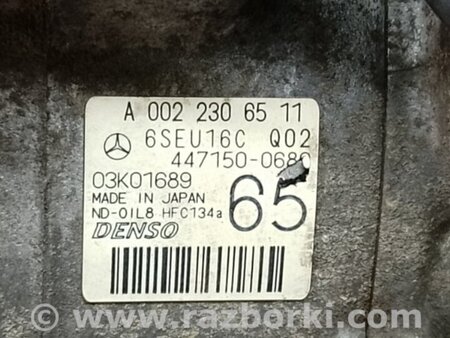 A 002 230 65 11
6SEU16C Q02
447150-0680
03K01689
MADE IN JAPAN
ND-OIL8 HFC134a
65
DENSO
© www.razborki.com